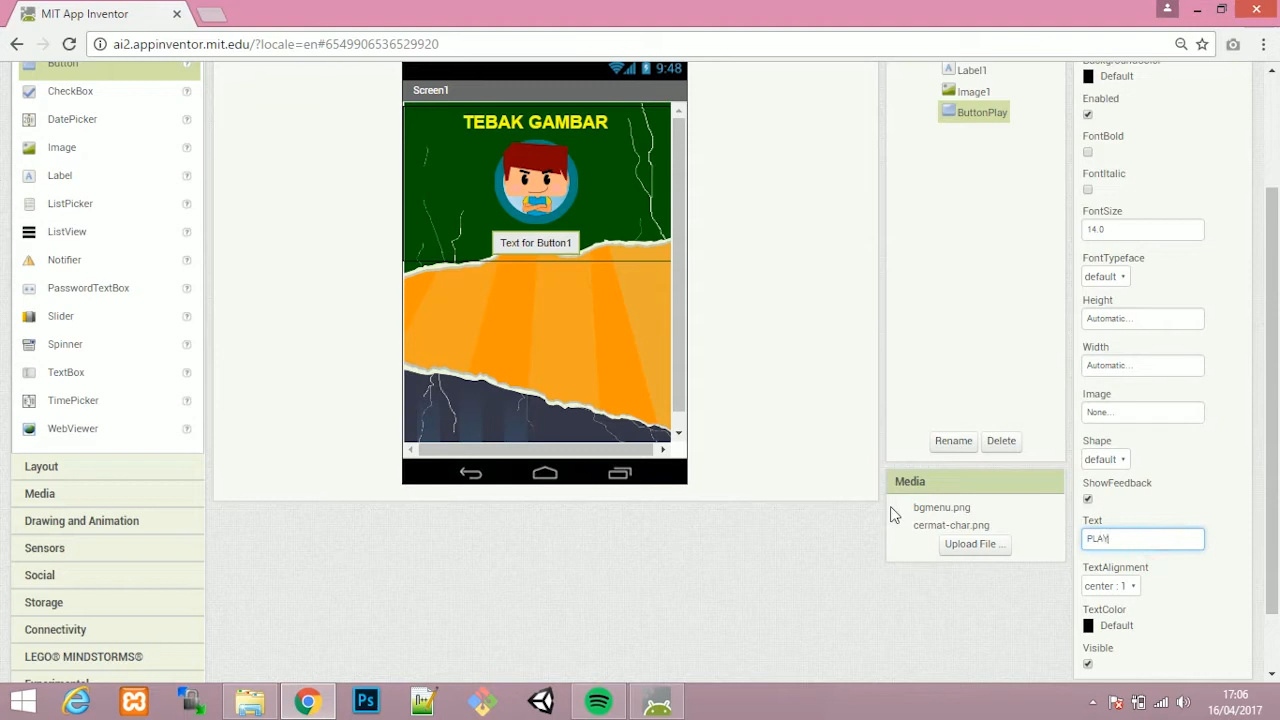 MIT App Inventor
ai2.appinventor.mit.edu/?locale=en#6549906536529920
Button
CheckBox
DatePicker
Image
Label
ListPicker
ListView
Notifier
PasswordTextBox
Slider
Spinner
TextBox
TimePicker
WebViewer
Layout
Media
Drawing and Animation
Sensors
Social
Storage
Connectivity
LEGO® MINDSTORMS®
Experimental
9:48
Screen1
TEBAK GAMBAR
Text for Button1
Label1
Image1
ButtonPlay
Rename Delete
Media
bgmenu.png
cermat-char.png
Upload File ...
BackgroundColor
Default
Enabled
FontBold
FontItalic
FontSize
14.0
FontTypeface
default
Height
Automatic...
Width
Automatic...
Image
None...
Shape
default
ShowFeedback
Text
PLAY
TextAlignment
center : 1
TextColor
Default
Visible
Ps
17:06
16/04/2017